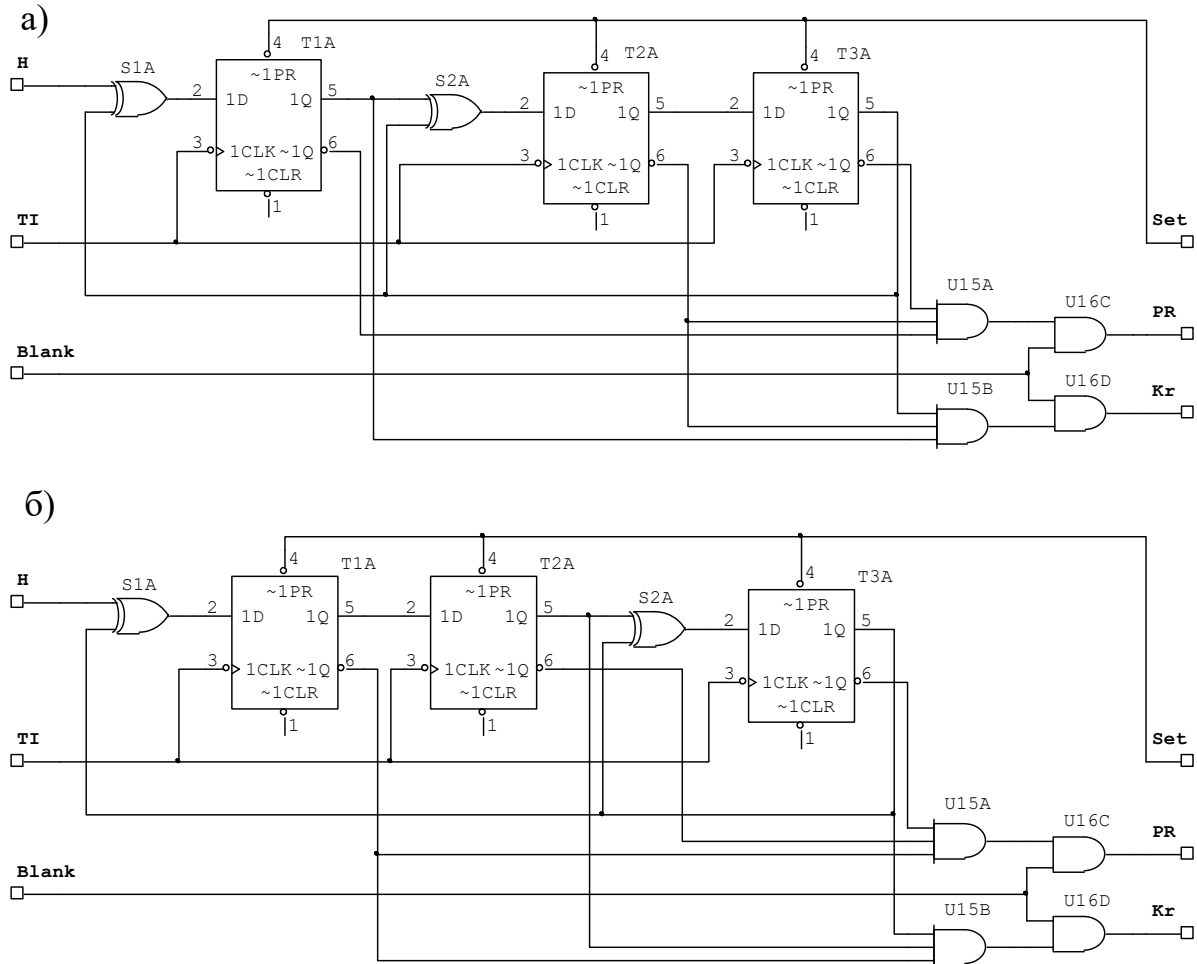 а)
4 T1A 4 T2A 4 T3A
H S1A ~1PR S2A ~1PR ~1PR
2 1D 1Q 5 2 1D 1Q 5 2 1D 1Q 5
3 1CLK ~1Q 6 3 1CLK ~1Q 6 3 1CLK ~1Q 6
~1CLR ~1CLR ~1CLR
1 1 1
TI Set
U15A U16C PR
Blank
U15B U16D Kr
б)
4 T1A 4 T2A 4 T3A
H S1A ~1PR ~1PR S2A ~1PR
2 1D 1Q 5 2 1D 1Q 5 2 1D 1Q 5
3 1CLK ~1Q 6 3 1CLK ~1Q 6 3 1CLK ~1Q 6
~1CLR ~1CLR ~1CLR
1 1 1
TI Set
U15A U16C PR
Blank
U15B U16D Kr